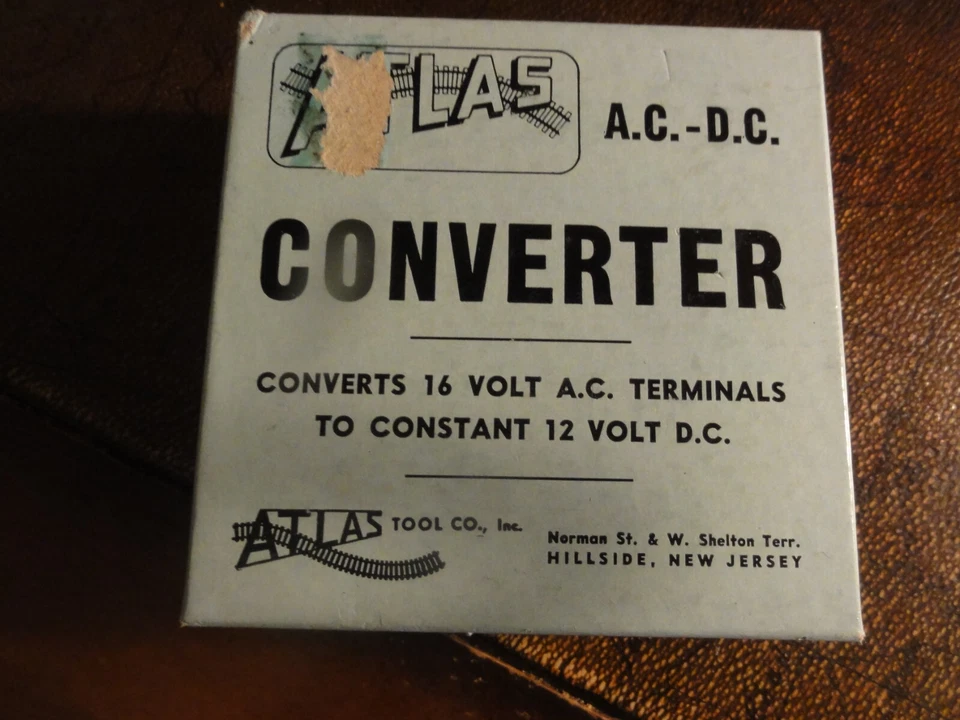 ATLAS
A.C.-D.C.
CONVERTER
CONVERTS 16 VOLT A.C. TERMINALS
TO CONSTANT 12 VOLT D.C.
ATLAS TOOL CO., Inc.
Norman St. & W. Shelton Terr.
HILLSIDE, NEW JERSEY